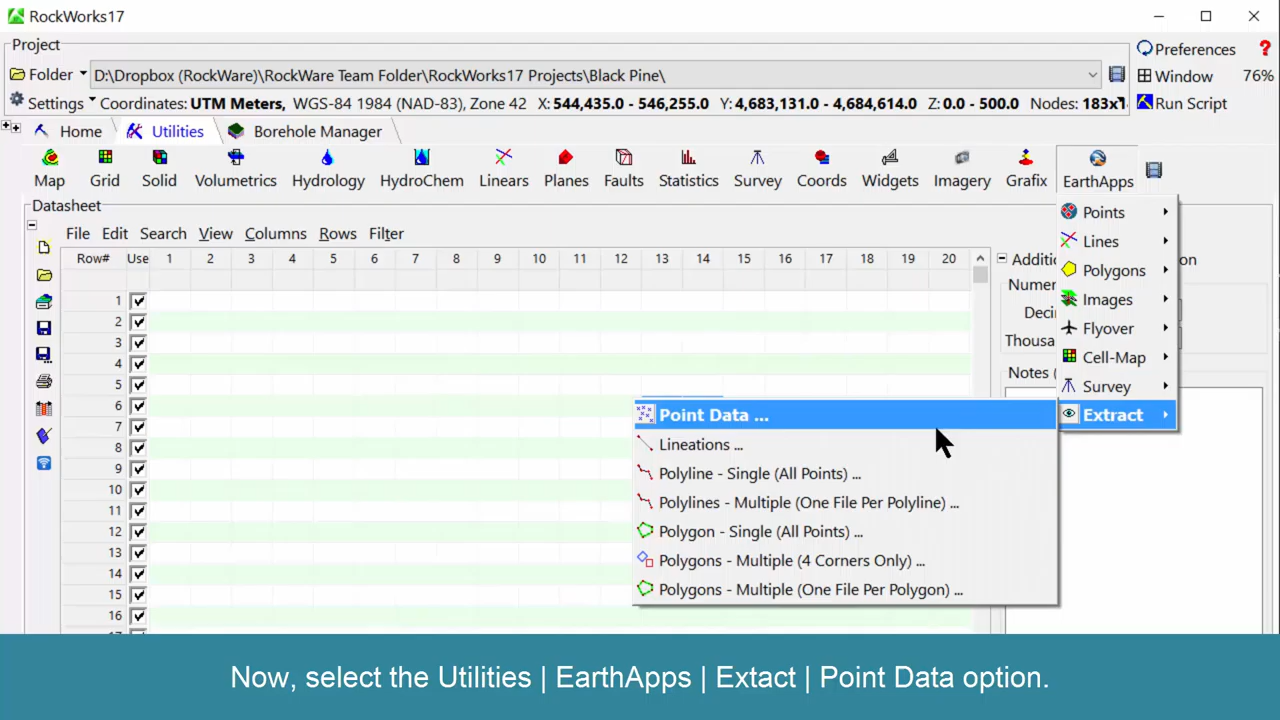 RockWorks17
Project
Folder D:\Dropbox (RockWare)\RockWare Team Folder\RockWorks17 Projects\Black Pine\
Preferences
Window 76%
Settings Coordinates: UTM Meters, WGS-84 1984 (NAD-83), Zone 42 X: 544,435.0 - 546,255.0 Y: 4,683,131.0 - 4,684,614.0 Z: 0.0 - 500.0 Nodes: 183x1
Run Script
Home Utilities Borehole Manager
Map Grid Solid Volumetrics Hydrology HydroChem Linears Planes Faults Statistics Survey Coords Widgets Imagery Grafix EarthApps
Datasheet
File Edit Search View Columns Rows Filter
Row# Use 1 2 3 4 5 6 7 8 9 10 11 12 13 14 15 16 17 18 19 20
1
2
3
4
5
6
7
8
9
10
11
12
13
14
15
16
Points
Lines
Polygons
Images
Flyover
Cell-Map
Survey
Extract
Point Data ...
Lineations ...
Polyline - Single (All Points) ...
Polylines - Multiple (One File Per Polyline) ...
Polygon - Single (All Points) ...
Polygons - Multiple (4 Corners Only) ...
Polygons - Multiple (One File Per Polygon) ...
Now, select the Utilities | EarthApps | Extact | Point Data option.